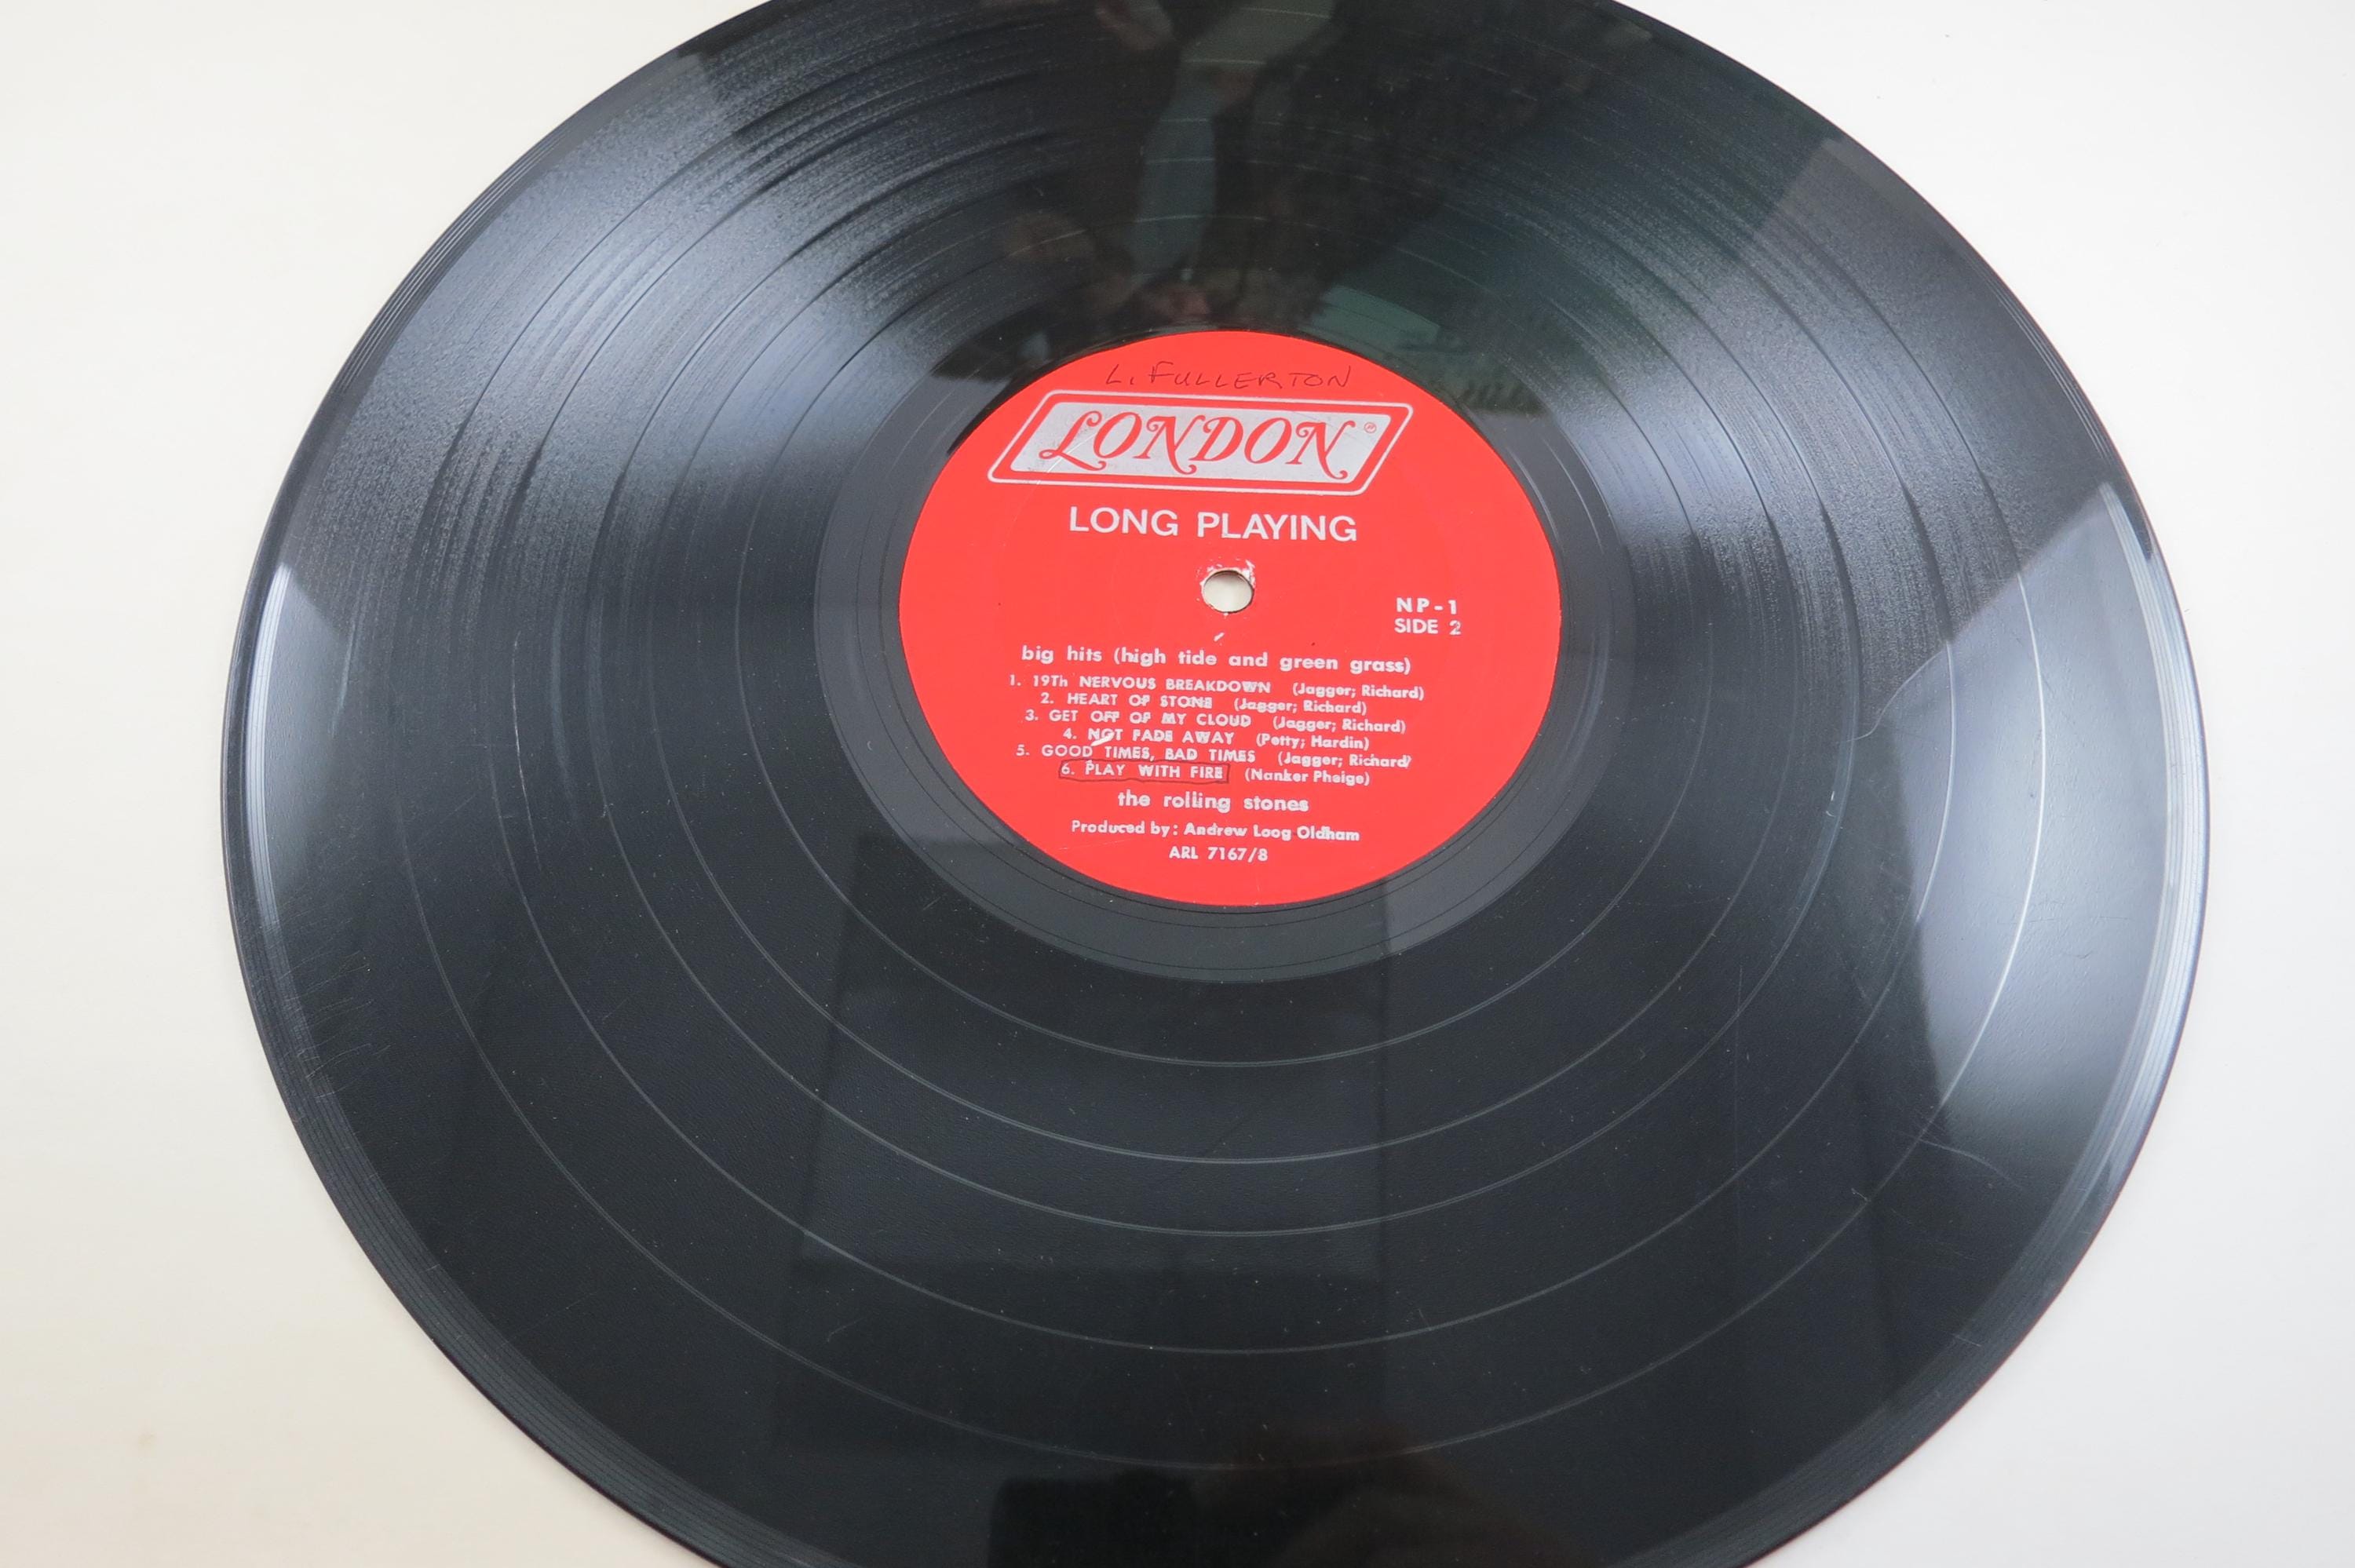 L. FULLERTON
LONDON®
LONG PLAYING
NP-1
SIDE 2
big hits (high tide and green grass)
1. 19Th NERVOUS BREAKDOWN (Jagger; Richard)
2. HEART OF STONE (Jagger; Richard)
3. GET OFF OF MY CLOUD (Jagger; Richard)
4. NOT FADE AWAY (Petty; Hardin)
5. GOOD TIMES, BAD TIMES (Jagger; Richard)
6. PLAY WITH FIRE (Nanker Phelge)
the rolling stones
Produced by: Andrew Loog Oldham
ARL 7167/8